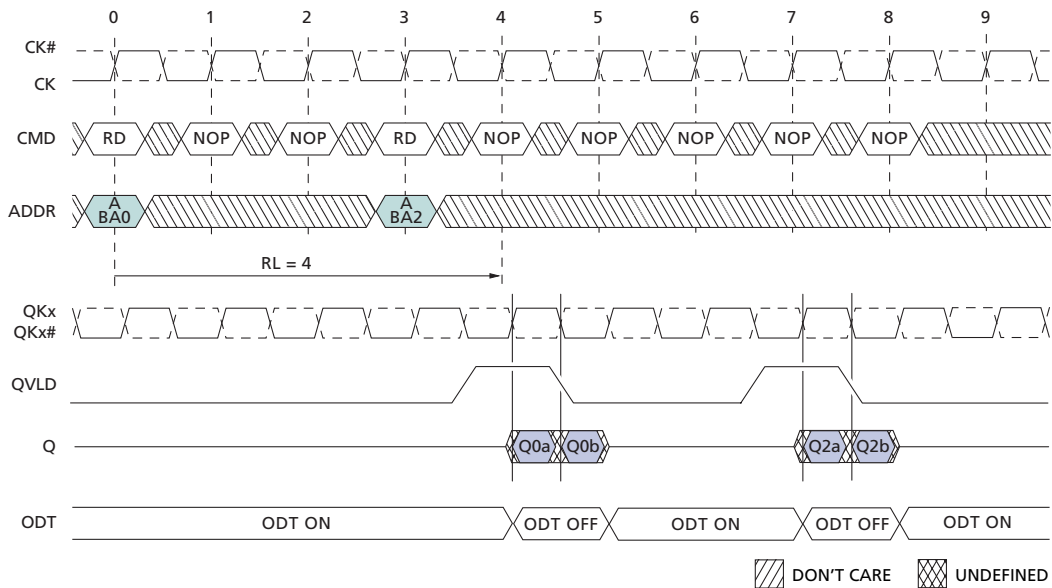 0 1 2 3 4 5 6 7 8 9
CK#
CK
CMD RD NOP NOP RD NOP NOP NOP NOP NOP
ADDR A BA0 A BA2
RL = 4
QKx
QKx#
QVLD
Q Q0a Q0b Q2a Q2b
ODT ODT ON ODT OFF ODT ON ODT OFF ODT ON
DON'T CARE UNDEFINED